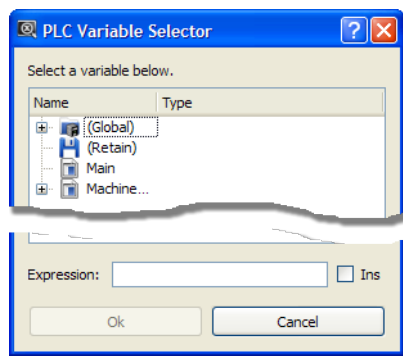 PLC Variable Selector
Select a variable below.
Name Type
(Global)
(Retain)
Main
Machine...
Expression: Ins
Ok Cancel